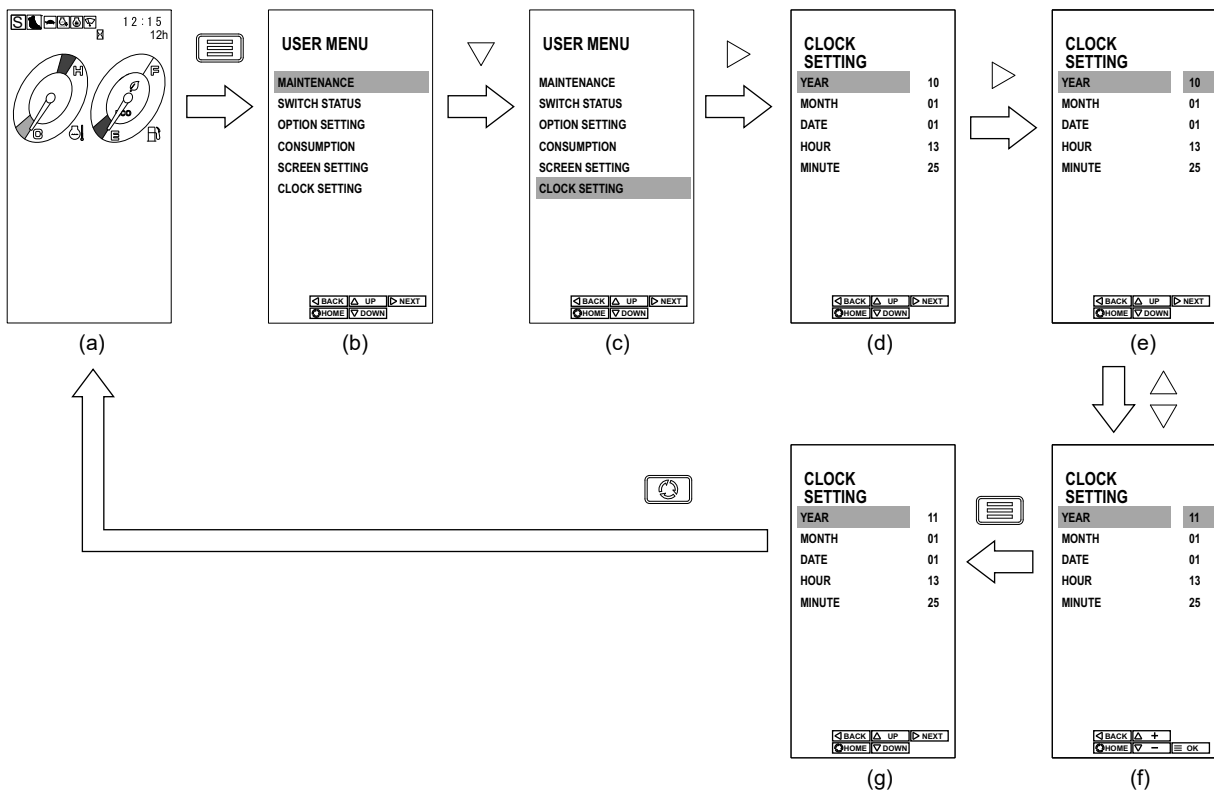 S 12:15
12h
H F
ECO
C E
(a)
USER MENU
MAINTENANCE
SWITCH STATUS
OPTION SETTING
CONSUMPTION
SCREEN SETTING
CLOCK SETTING
BACK UP NEXT
HOME DOWN
(b)
USER MENU
MAINTENANCE
SWITCH STATUS
OPTION SETTING
CONSUMPTION
SCREEN SETTING
CLOCK SETTING
BACK UP NEXT
HOME DOWN
(c)
CLOCK
SETTING
YEAR 10
MONTH 01
DATE 01
HOUR 13
MINUTE 25
BACK UP NEXT
HOME DOWN
(d)
CLOCK
SETTING
YEAR 10
MONTH 01
DATE 01
HOUR 13
MINUTE 25
BACK UP NEXT
HOME DOWN
(e)
CLOCK
SETTING
YEAR 11
MONTH 01
DATE 01
HOUR 13
MINUTE 25
BACK UP NEXT
HOME DOWN
(g)
CLOCK
SETTING
YEAR 11
MONTH 01
DATE 01
HOUR 13
MINUTE 25
BACK +
HOME − OK
(f)